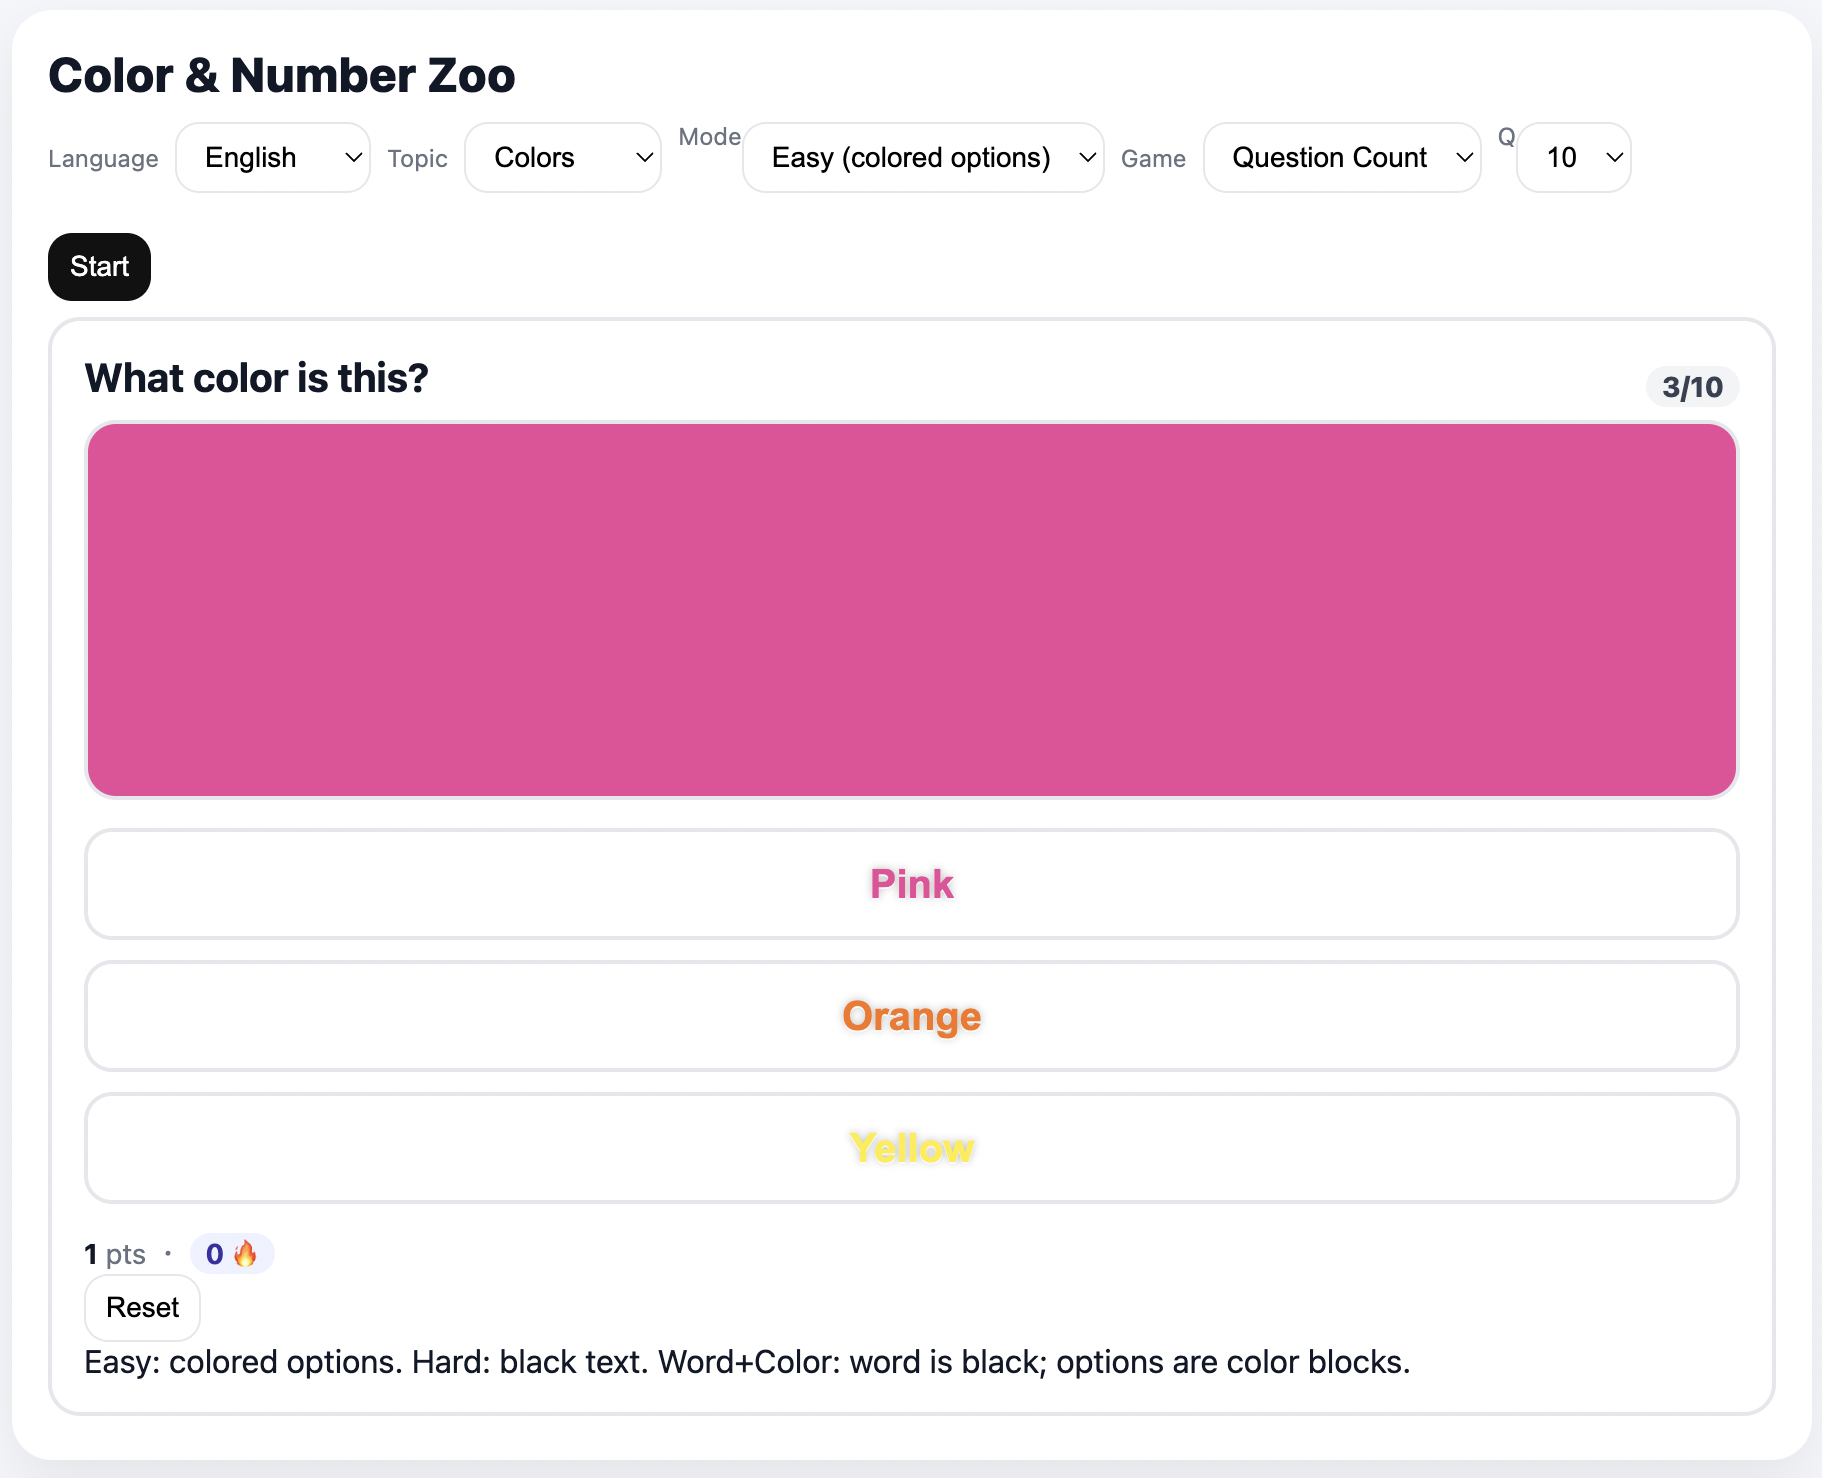 Color & Number Zoo
Language English Topic Colors Mode Easy (colored options) Game Question Count Q 10
Start
What color is this?
3/10
Pink
Orange
Yellow
1 pts · 0 🔥
Reset
Easy: colored options. Hard: black text. Word+Color: word is black; options are color blocks.